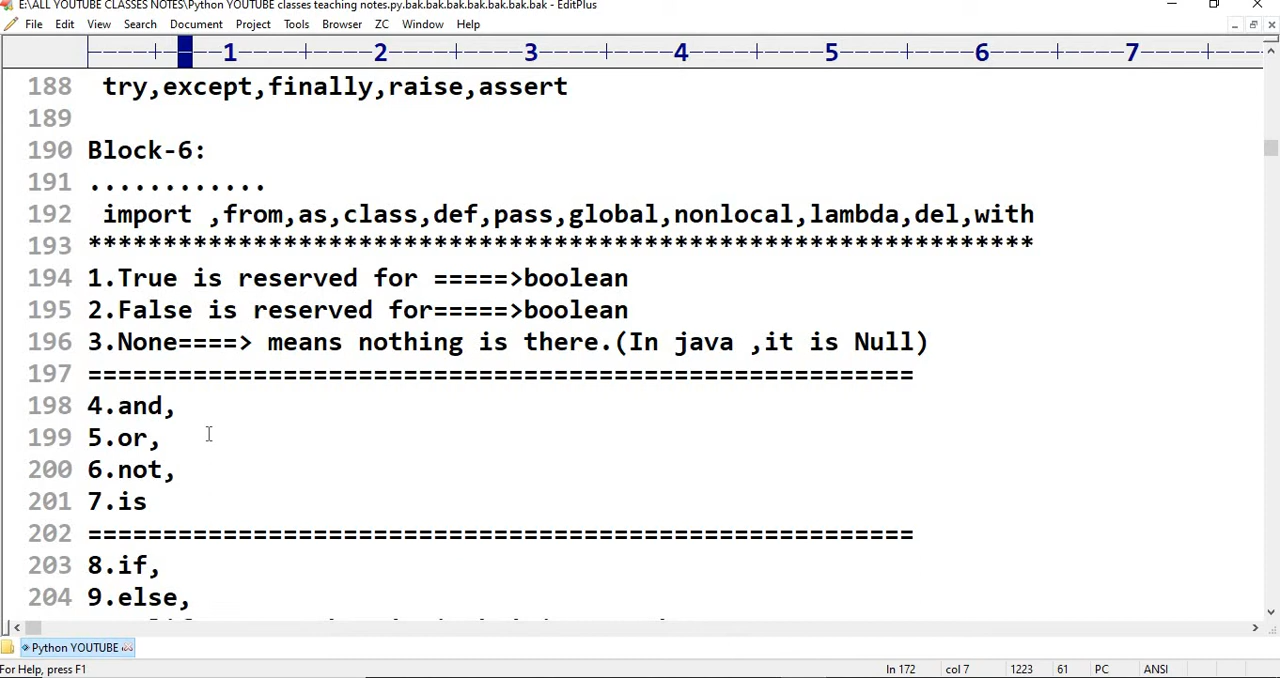 E:\ALL YOUTUBE CLASSES NOTES\Python YOUTUBE classes teaching notes.py.bak.bak.bak.bak.bak.bak.bak - EditPlus
File Edit View Search Document Project Tools Browser ZC Window Help
1 2 3 4 5 6 7
188 try,except,finally,raise,assert
189
190 Block-6:
191 ............
192 import ,from,as,class,def,pass,global,nonlocal,lambda,del,with
193 ***************************************************************
194 1.True is reserved for =====>boolean
195 2.False is reserved for=====>boolean
196 3.None====> means nothing is there.(In java ,it is Null)
197 =======================================================
198 4.and,
199 5.or,
200 6.not,
201 7.is
202 =======================================================
203 8.if,
204 9.else,
Python YOUTUBE
For Help, press F1 ln 172 col 7 1223 61 PC ANSI